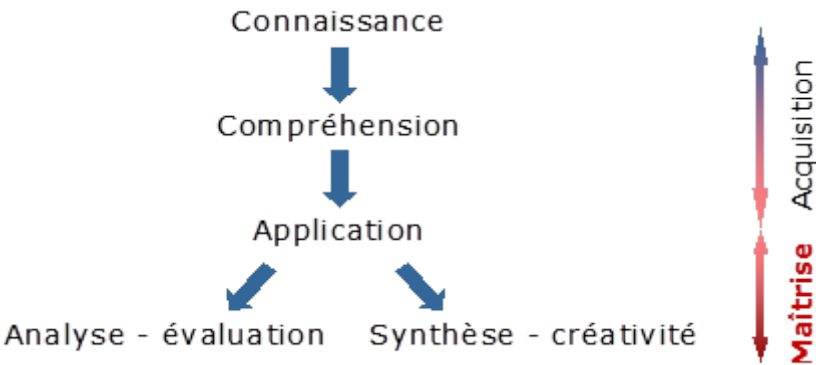 Connaissance
Compréhension
Application
Analyse - évaluation
Synthèse - créativité
Acquisition
Maîtrise